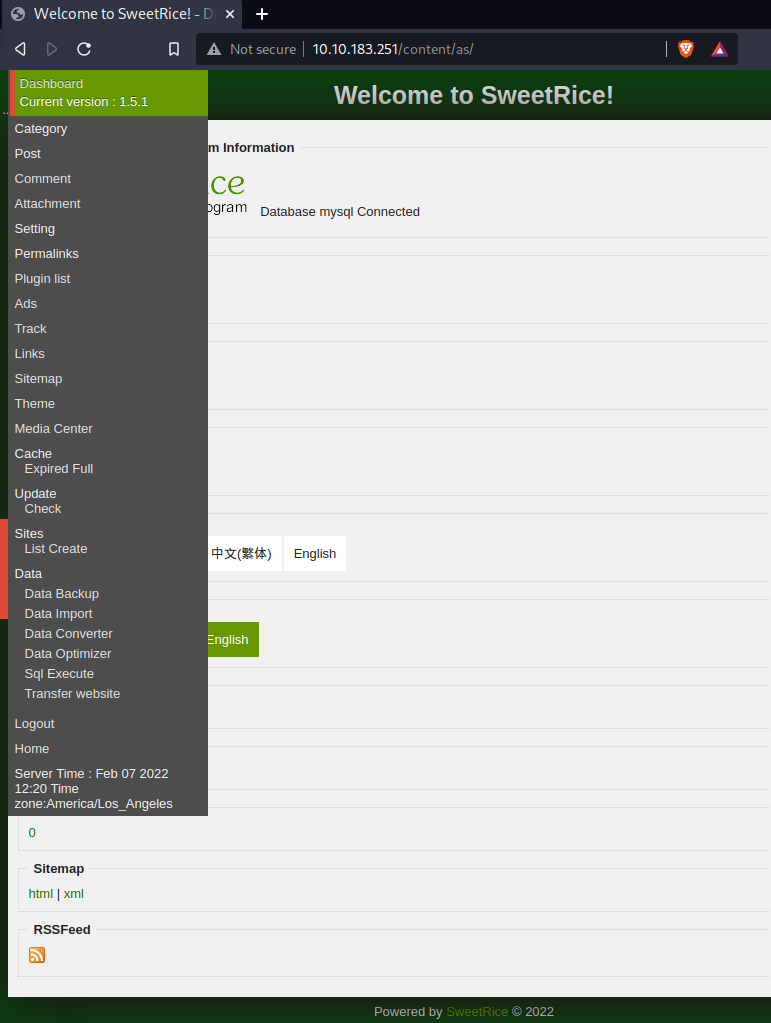 Welcome to SweetRice! - D
Not secure
10.10.183.251/content/as/
Dashboard
Current version : 1.5.1
Category
Post
Comment
Attachment
Setting
Permalinks
Plugin list
Ads
Track
Links
Sitemap
Theme
Media Center
Cache
Expired Full
Update
Check
Sites
List Create
Data
Data Backup
Data Import
Data Converter
Data Optimizer
Sql Execute
Transfer website
Logout
Home
Server Time : Feb 07 2022
12:20 Time
zone:America/Los_Angeles
Welcome to SweetRice!
m Information
ice
ogram
Database mysql Connected
中文(繁体)
English
English
0
Sitemap
html | xml
RSSFeed
Powered by SweetRice © 2022